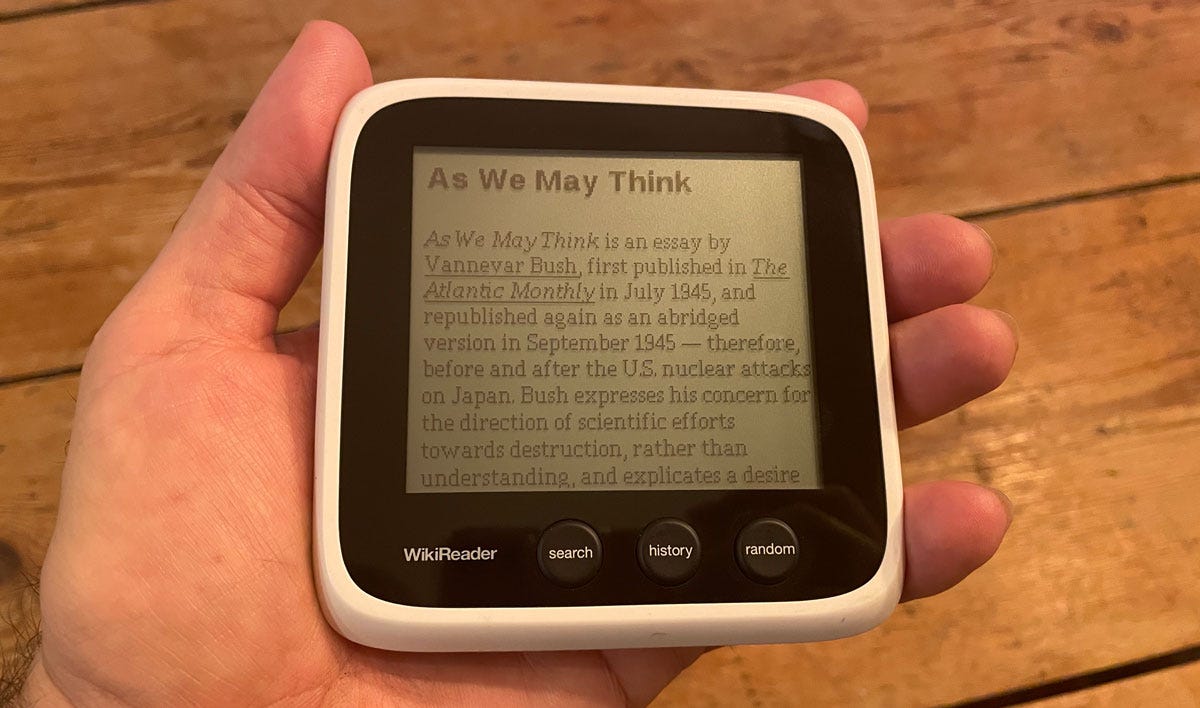 As We May Think
As We May Think is an essay by
Vannevar Bush, first published in The
Atlantic Monthly in July 1945, and
republished again as an abridged
version in September 1945 — therefore,
before and after the U.S. nuclear attacks
on Japan. Bush expresses his concern for
the direction of scientific efforts
towards destruction, rather than
understanding, and explicates a desire
WikiReader search history random